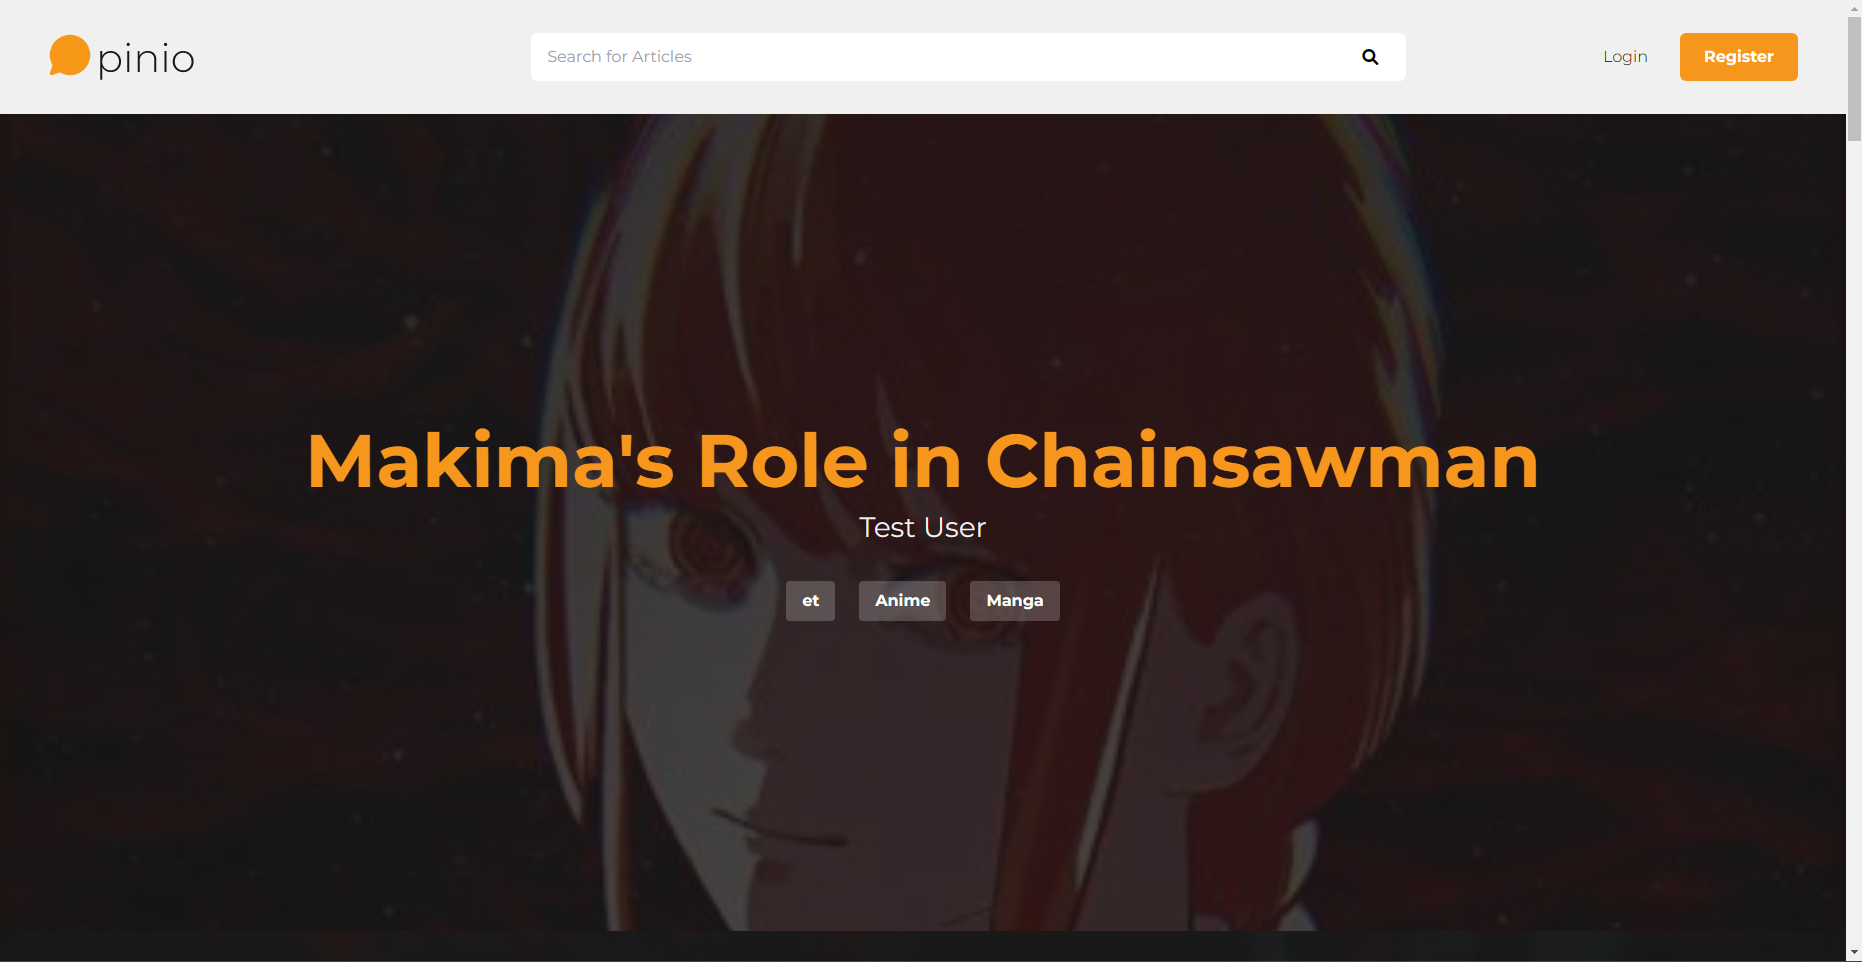 pinio
Search for Articles
Login
Register
Makima's Role in Chainsawman
Test User
et
Anime
Manga